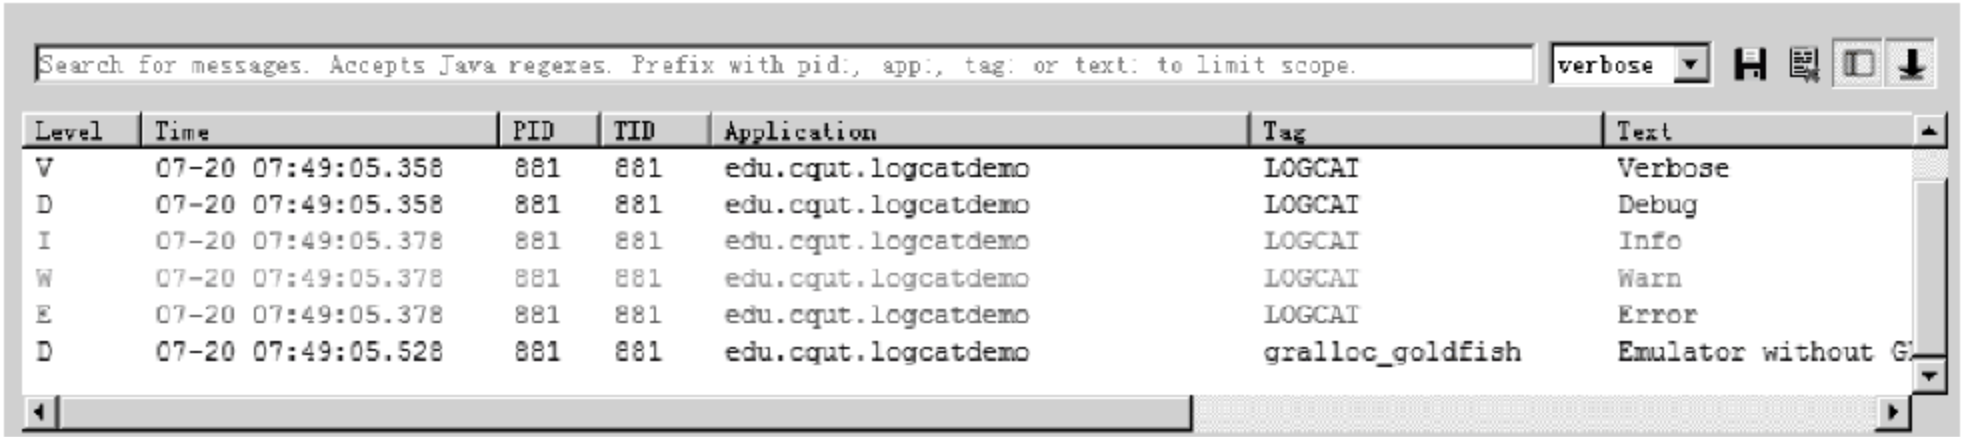 Search for messages. Accepts Java regexes. Prefix with pid:, app:, tag: or text: to limit scope. verbose
Level Time PID TID Application Tag Text
V 07-20 07:49:05.358 881 881 edu.cqut.logcatdemo LOGCAT Verbose
D 07-20 07:49:05.358 881 881 edu.cqut.logcatdemo LOGCAT Debug
I 07-20 07:49:05.378 881 881 edu.cqut.logcatdemo LOGCAT Info
W 07-20 07:49:05.378 881 881 edu.cqut.logcatdemo LOGCAT Warn
E 07-20 07:49:05.378 881 881 edu.cqut.logcatdemo LOGCAT Error
D 07-20 07:49:05.528 881 881 edu.cqut.logcatdemo gralloc_goldfish Emulator without